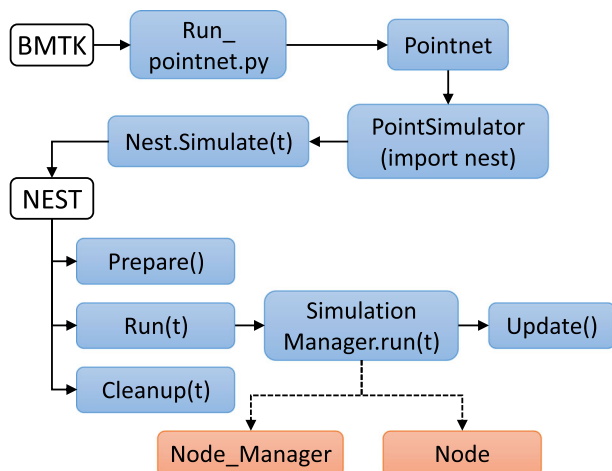 BMTK
Run_
pointnet.py
Pointnet
PointSimulator
(import nest)
Nest.Simulate(t)
NEST
Prepare()
Run(t)
Simulation
Manager.run(t)
Update()
Cleanup(t)
Node_Manager
Node